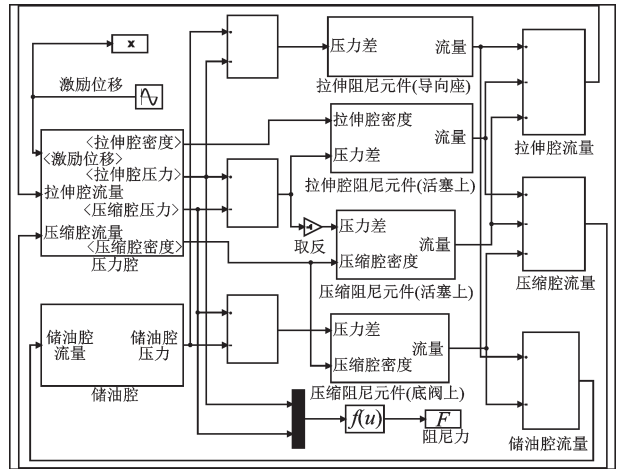 x
激励位移
压力差 流量
拉伸阻尼元件(导向座)
<拉伸腔密度>
<激励位移>
<拉伸腔压力>
拉伸腔流量
<压缩腔压力>
压缩腔流量
<压缩腔密度>
压力腔
拉伸腔密度
流量
压力差
拉伸腔阻尼元件(活塞上)
拉伸腔流量
取反
压力差
流量
压缩腔密度
压缩阻尼元件(活塞上)
压缩腔流量
储油腔
流量
储油腔
压力
储油腔
压力差
流量
压缩腔密度
压缩阻尼元件(底阀上)
f(u)
F
阻尼力
储油腔流量